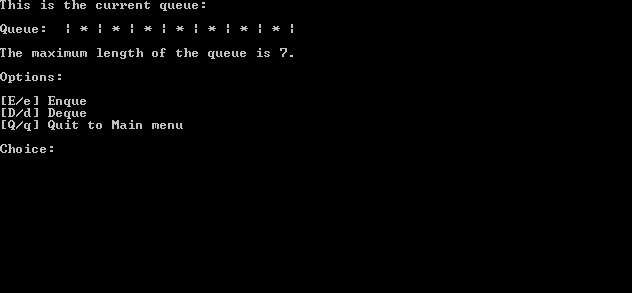 This is the current queue:
Queue:  ¦ * ¦ * ¦ * ¦ * ¦ * ¦ * ¦ * ¦
The maximum length of the queue is 7.
Options:
[E/e] Enque
[D/d] Deque
[Q/q] Quit to Main menu
Choice: